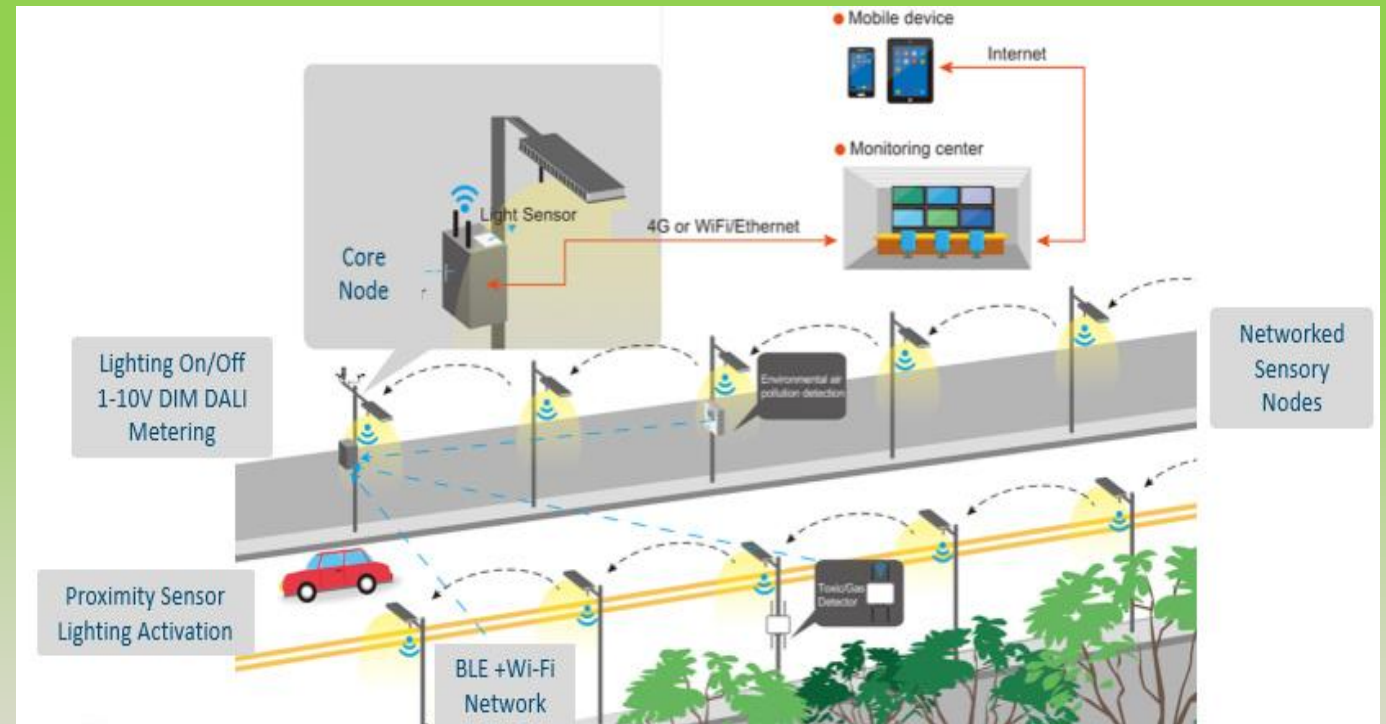 Mobile device
Internet
Monitoring center
4G or WiFi/Ethernet
Light Sensor
Core
Node
r
Lighting On/Off
1-10V DIM DALI
Metering
Environmental air
pollution detection
Networked
Sensory
Nodes
Proximity Sensor
Lighting Activation
Toxic/Gas
Detector
BLE +Wi-Fi
Network